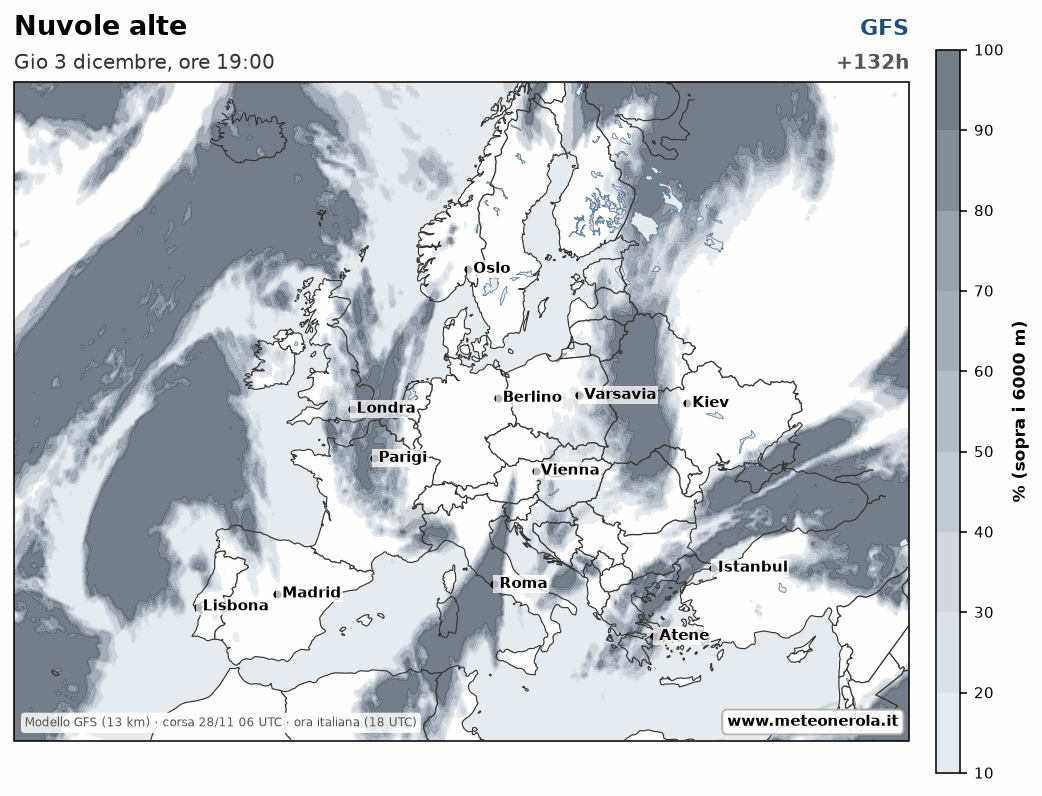 Nuvole alte
GFS
Gio 3 dicembre, ore 19:00
+132h
100
90
80
70
60
50
40
30
20
10
% (sopra i 6000 m)
Oslo
Berlino
Varsavia
Kiev
Londra
Parigi
Vienna
Istanbul
Roma
Madrid
Lisbona
Atene
Modello GFS (13 km) · corsa 28/11 06 UTC · ora italiana (18 UTC)
www.meteonerola.it